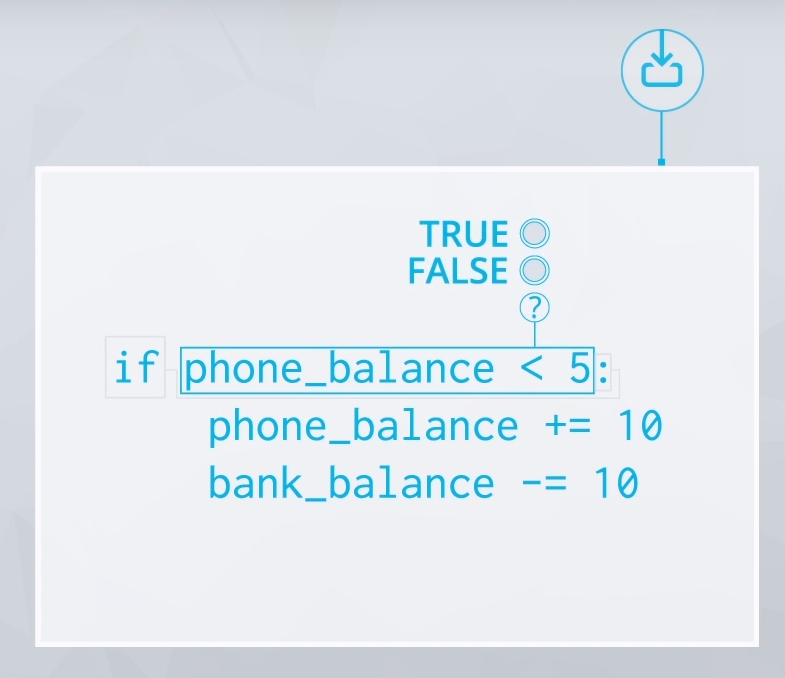 TRUE
FALSE
?
if phone_balance < 5:
    phone_balance += 10
    bank_balance -= 10